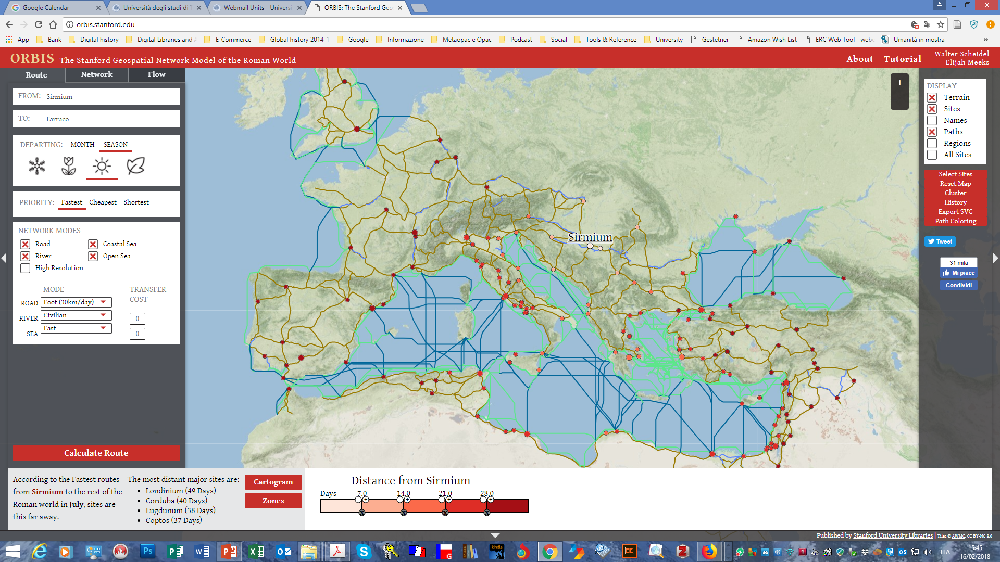 Google Calendar
Università degli studi di T
Webmail Units - Universi
ORBIS: The Stanford Geo
orbis.stanford.edu
App
Bank
Digital history
Digital Libraries and A
E-Commerce
Global history 2014-1
Google
Informazione
Metaopac e Opac
Podcast
Social
Tools & Reference
University
Gestetner
Amazon Wish List
ERC Web Tool - webe
Umanità in mostra
»
ORBIS The Stanford Geospatial Network Model of the Roman World
About
Tutorial
Walter Scheidel
Elijah Meeks
Route
Network
Flow
FROM: Sirmium
TO: Tarraco
DEPARTING: MONTH SEASON
PRIORITY: Fastest Cheapest Shortest
NETWORK MODES
Road
Coastal Sea
River
Open Sea
High Resolution
MODE
TRANSFER COST
ROAD Foot (30km/day)
RIVER Civilian 0
SEA Fast 0
Calculate Route
Sirmium
+
−
DISPLAY
Terrain
Sites
Names
Paths
Regions
All Sites
Select Sites
Reset Map
Cluster
History
Export SVG
Path Coloring
Tweet
31 mila
Mi piace
Condividi
According to the Fastest routes
from Sirmium to the rest of the
Roman world in July, sites are
this far away.
The most distant major sites are:
Londinium (49 Days)
Corduba (40 Days)
Lugdunum (38 Days)
Coptos (37 Days)
Cartogram
Zones
Distance from Sirmium
Days 7.0 14.0 21.0 28.0
Published by Stanford University Libraries | Tiles © AWMC, CC BY-NC 3.0
ITA
15:45
16/02/2018